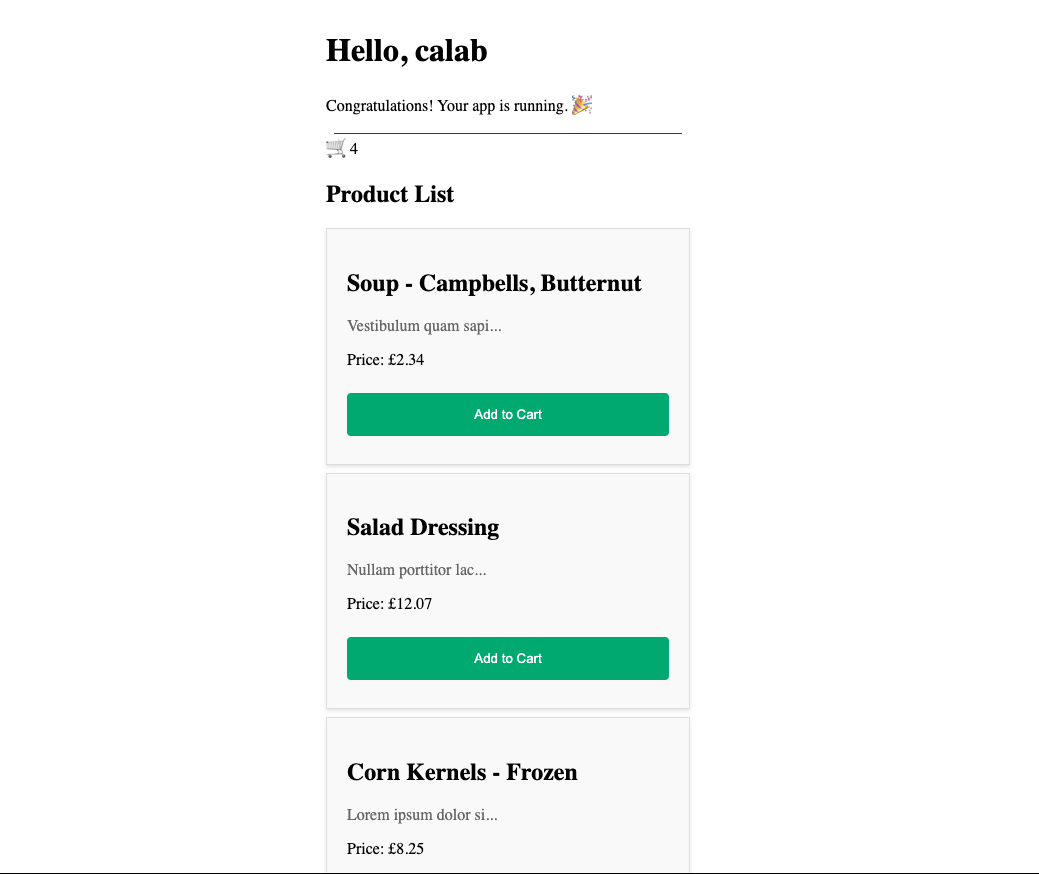 Hello, calab
Congratulations! Your app is running. 🎉
🛒 4
Product List
Soup - Campbells, Butternut
Vestibulum quam sapi...
Price: £2.34
Add to Cart
Salad Dressing
Nullam porttitor lac...
Price: £12.07
Add to Cart
Corn Kernels - Frozen
Lorem ipsum dolor si...
Price: £8.25